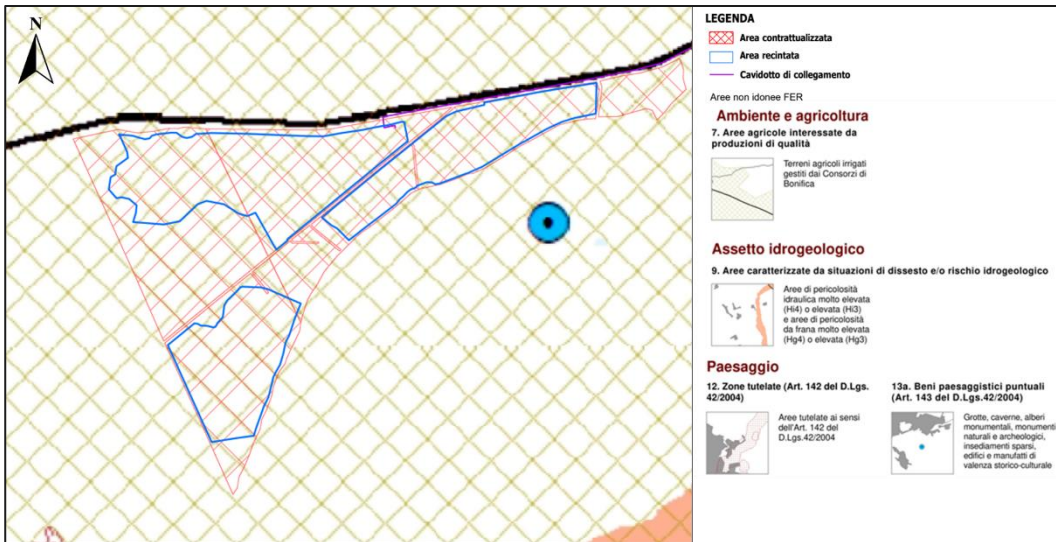 N
LEGENDA
Area contrattualizzata
Area recintata
Cavidotto di collegamento
Aree non idonee FER
Ambiente e agricoltura
7. Aree agricole interessate da
produzioni di qualità
Terreni agricoli irrigati
gestiti dai Consorzi di
Bonifica
Assetto idrogeologico
9. Aree caratterizzate da situazioni di dissesto e/o rischio idrogeologico
Aree di pericolosità
idraulica molto elevata
(Hi4) o elevata (Hi3)
e aree di pericolosità
da frana molto elevata
(Hg4) o elevata (Hg3)
Paesaggio
12. Zone tutelate (Art. 142 del D.Lgs.
42/2004)
Aree tutelate ai sensi
dell'Art. 142 del
D.Lgs.42/2004
13a. Beni paesaggistici puntuali
(Art. 143 del D.Lgs.42/2004)
Grotte, caverne, alberi
monumentali, monumenti
naturali e archeologici,
insediamenti sparsi,
edifici e manufatti di
valenza storico-culturale